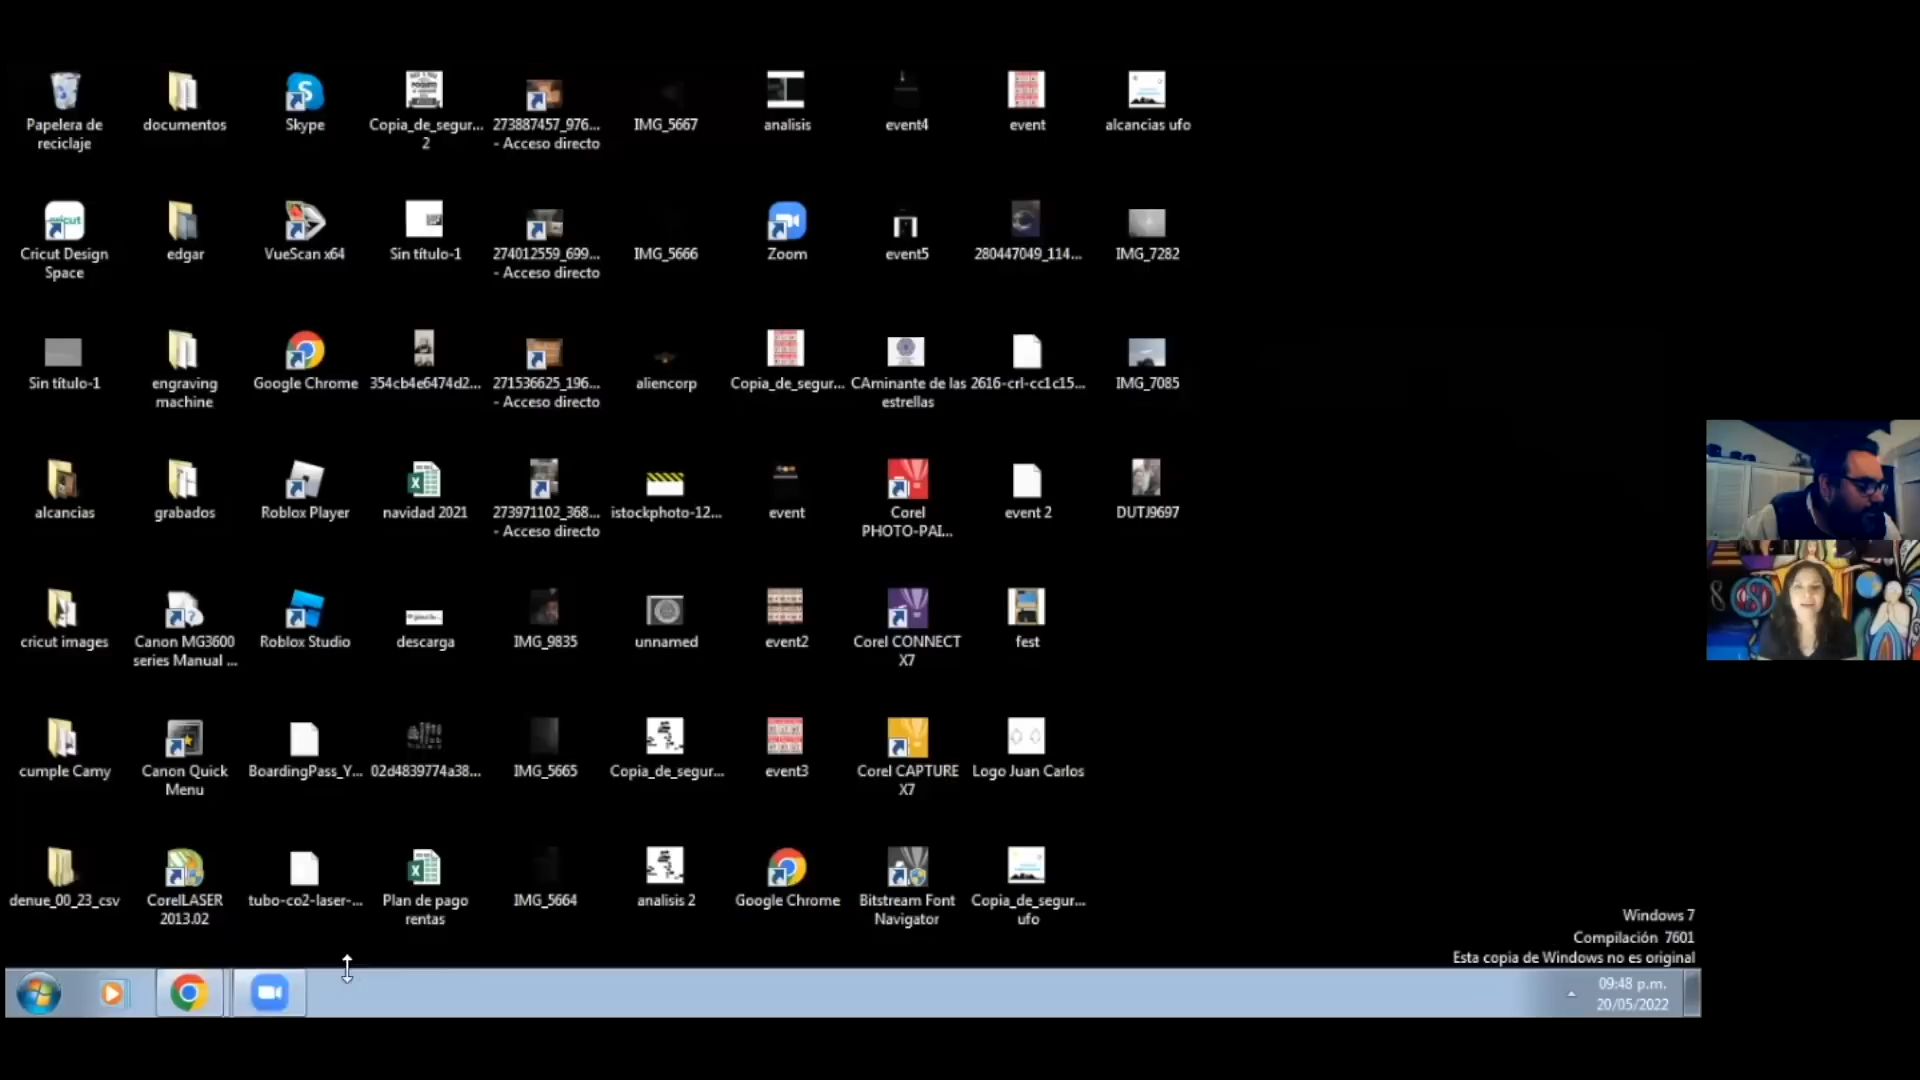 Papelera de
reciclaje
documentos
Skype
Copia_de_segur...
2
273887457_976...
- Acceso directo
IMG_5667
analisis
event4
event
alcancias ufo
Cricut Design
Space
edgar
VueScan x64
Sin título-1
274012559_699...
- Acceso directo
IMG_5666
Zoom
event5
280447049_114...
IMG_7282
Sin título-1
engraving
machine
Google Chrome
354cb4e6474d2...
271536625_196...
- Acceso directo
aliencorp
Copia_de_segur...
CAminante de las
estrellas
2616-crl-cc1c15...
IMG_7085
alcancias
grabados
Roblox Player
navidad 2021
273971102_368...
- Acceso directo
istockphoto-12...
event
Corel
PHOTO-PAI...
event 2
DUTJ9697
cricut images
Canon MG3600
series Manual ...
Roblox Studio
descarga
IMG_9835
unnamed
event2
Corel CONNECT
X7
fest
cumple Camy
Canon Quick
Menu
BoardingPass_Y...
02d4839774a38...
IMG_5665
Copia_de_segur...
event3
Corel CAPTURE
X7
Logo Juan Carlos
denue_00_23_csv
CorelLASER
2013.02
tubo-co2-laser-...
Plan de pago
rentas
IMG_5664
analisis 2
Google Chrome
Bitstream Font
Navigator
Copia_de_segur...
ufo
Windows 7
Compilación 7601
Esta copia de Windows no es original
09:48 p.m.
20/05/2022